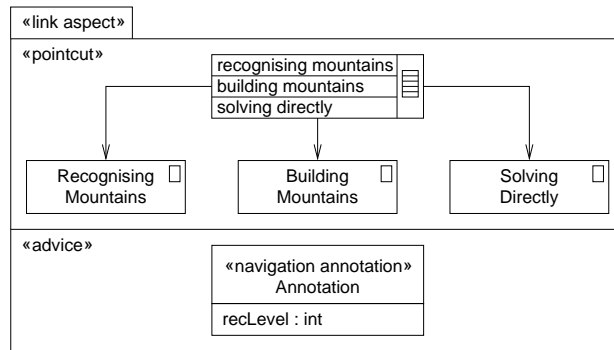 «link aspect»
«pointcut»
recognising mountains
building mountains
solving directly
Recognising
Mountains
Building
Mountains
Solving
Directly
«advice»
«navigation annotation»
Annotation
recLevel : int